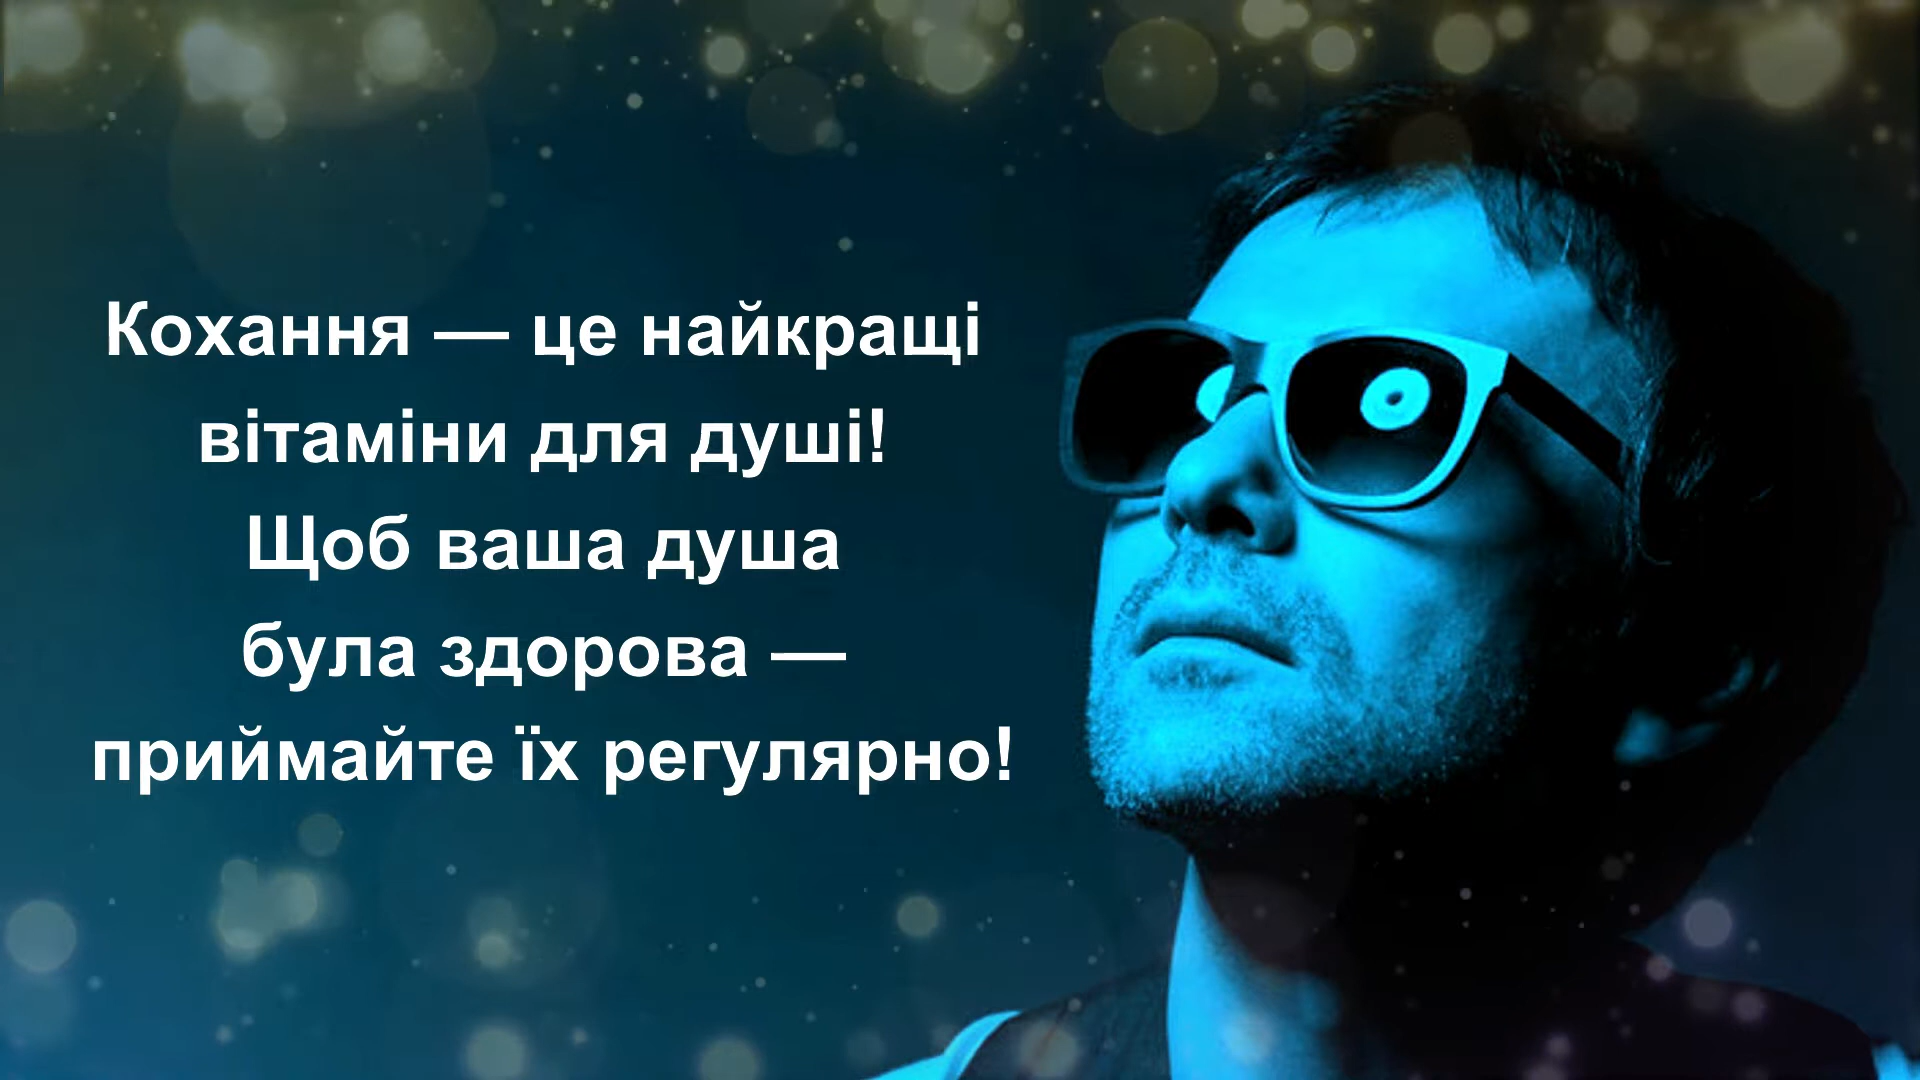 Кохання — це найкращі
вітаміни для душі!
Щоб ваша душа
була здорова —
приймайте їх регулярно!